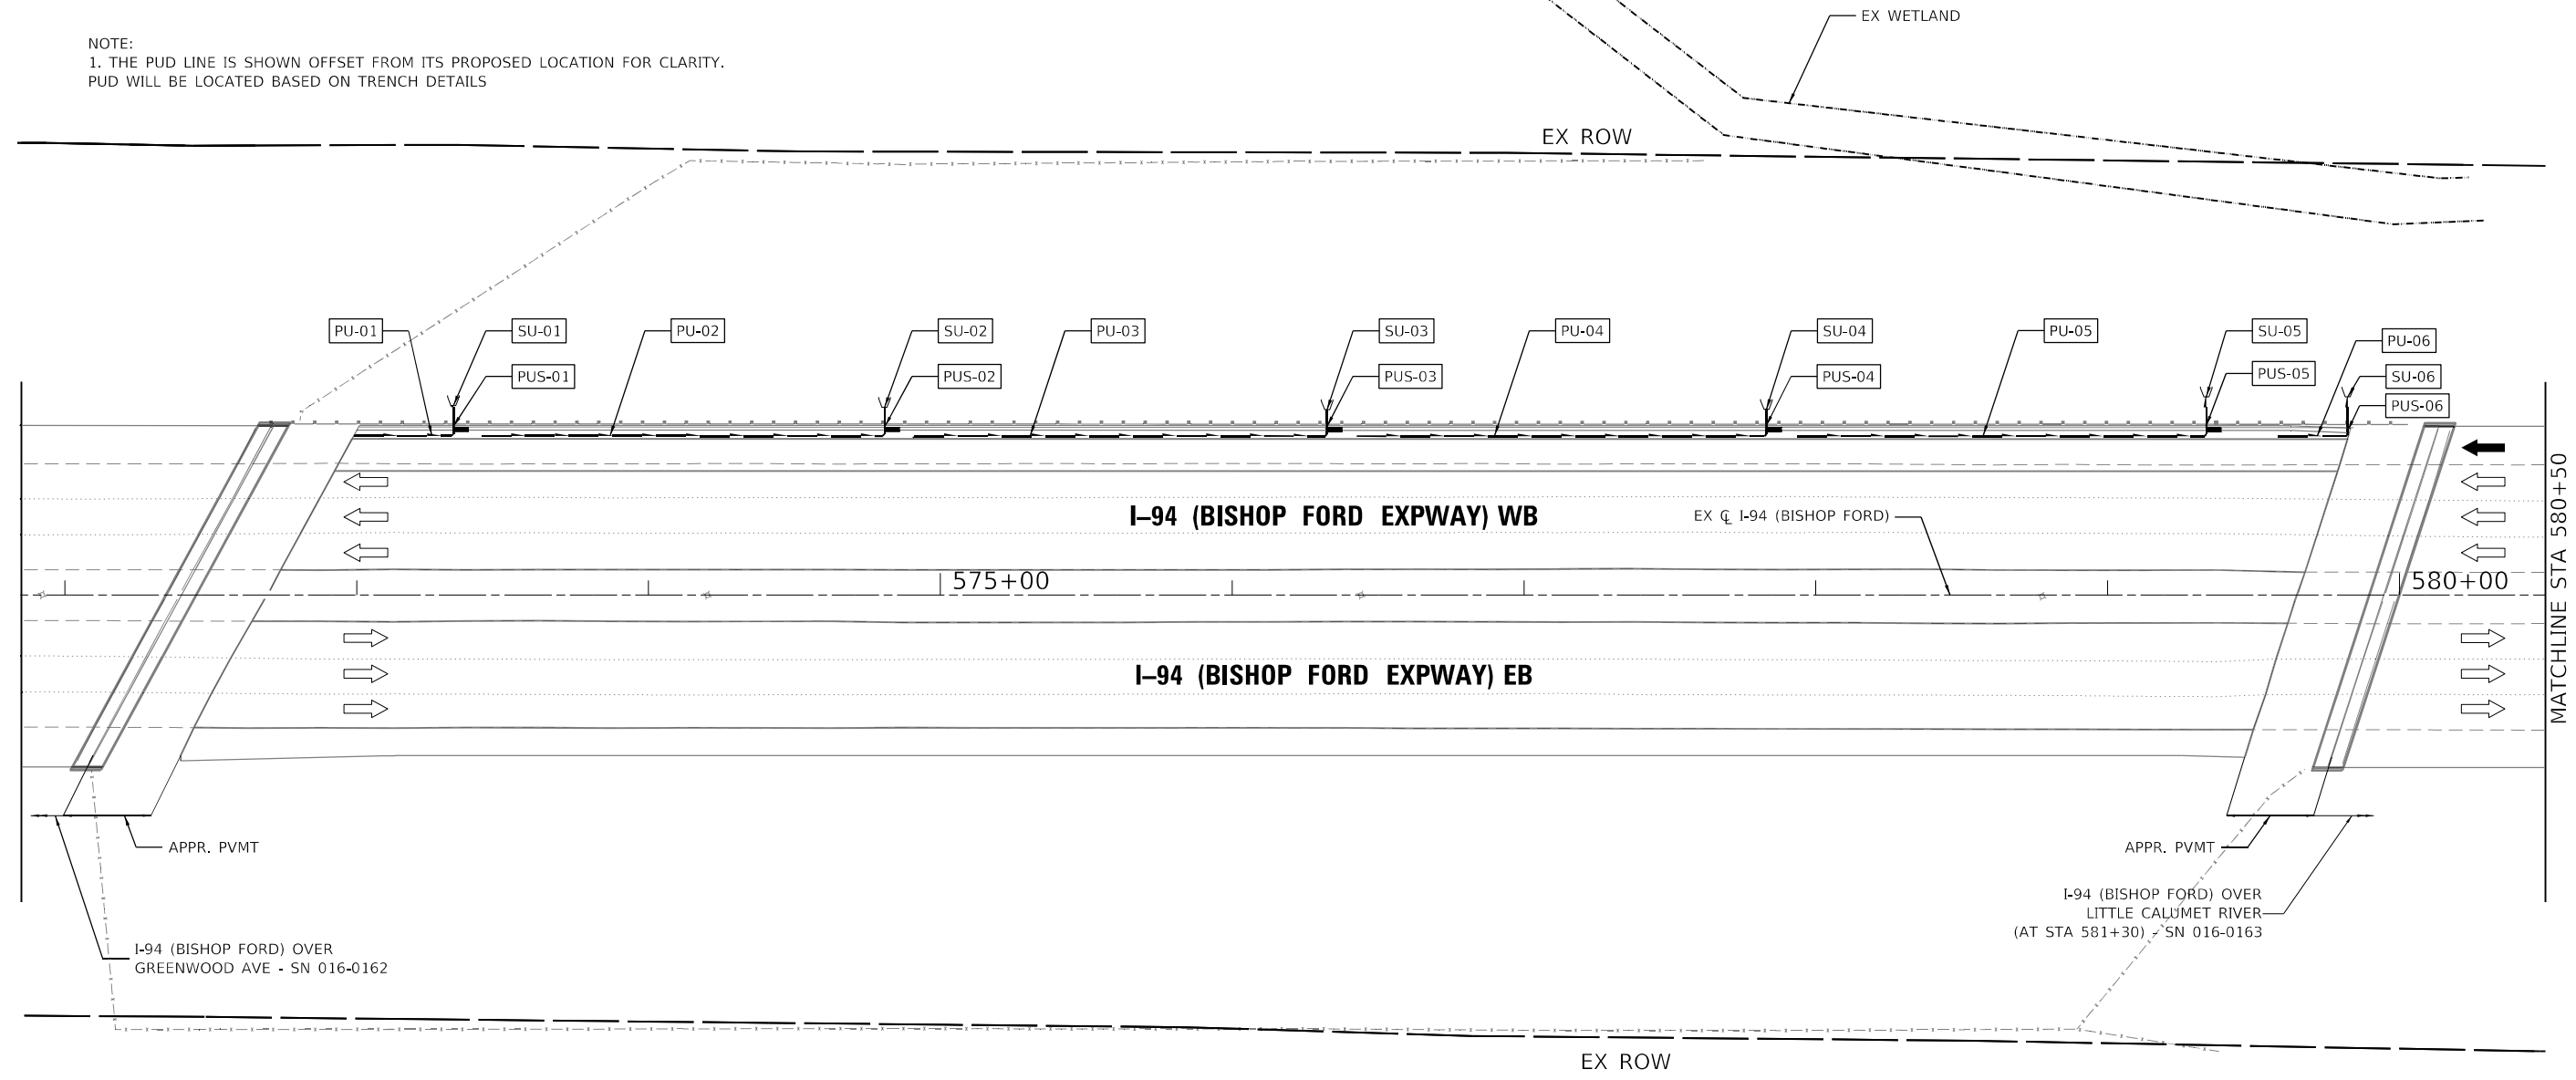 EX WETLAND
NOTE:
1. THE PUD LINE IS SHOWN OFFSET FROM ITS PROPOSED LOCATION FOR CLARITY.
PUD WILL BE LOCATED BASED ON TRENCH DETAILS
EX ROW
PU-01
SU-01
PU-02
SU-02
PU-03
SU-03
PU-04
SU-04
PU-05
SU-05
PU-06
PUS-01
PUS-02
PUS-03
PUS-04
PUS-05
SU-06
PUS-06
I-94 (BISHOP FORD EXPWAY) WB
EX ℄ I-94 (BISHOP FORD)
575+00
580+00
MATCHLINE STA 580+50
I-94 (BISHOP FORD EXPWAY) EB
APPR. PVMT
APPR. PVMT
I-94 (BISHOP FORD) OVER
LITTLE CALUMET RIVER
(AT STA 581+30) - SN 016-0163
I-94 (BISHOP FORD) OVER
GREENWOOD AVE - SN 016-0162
EX ROW